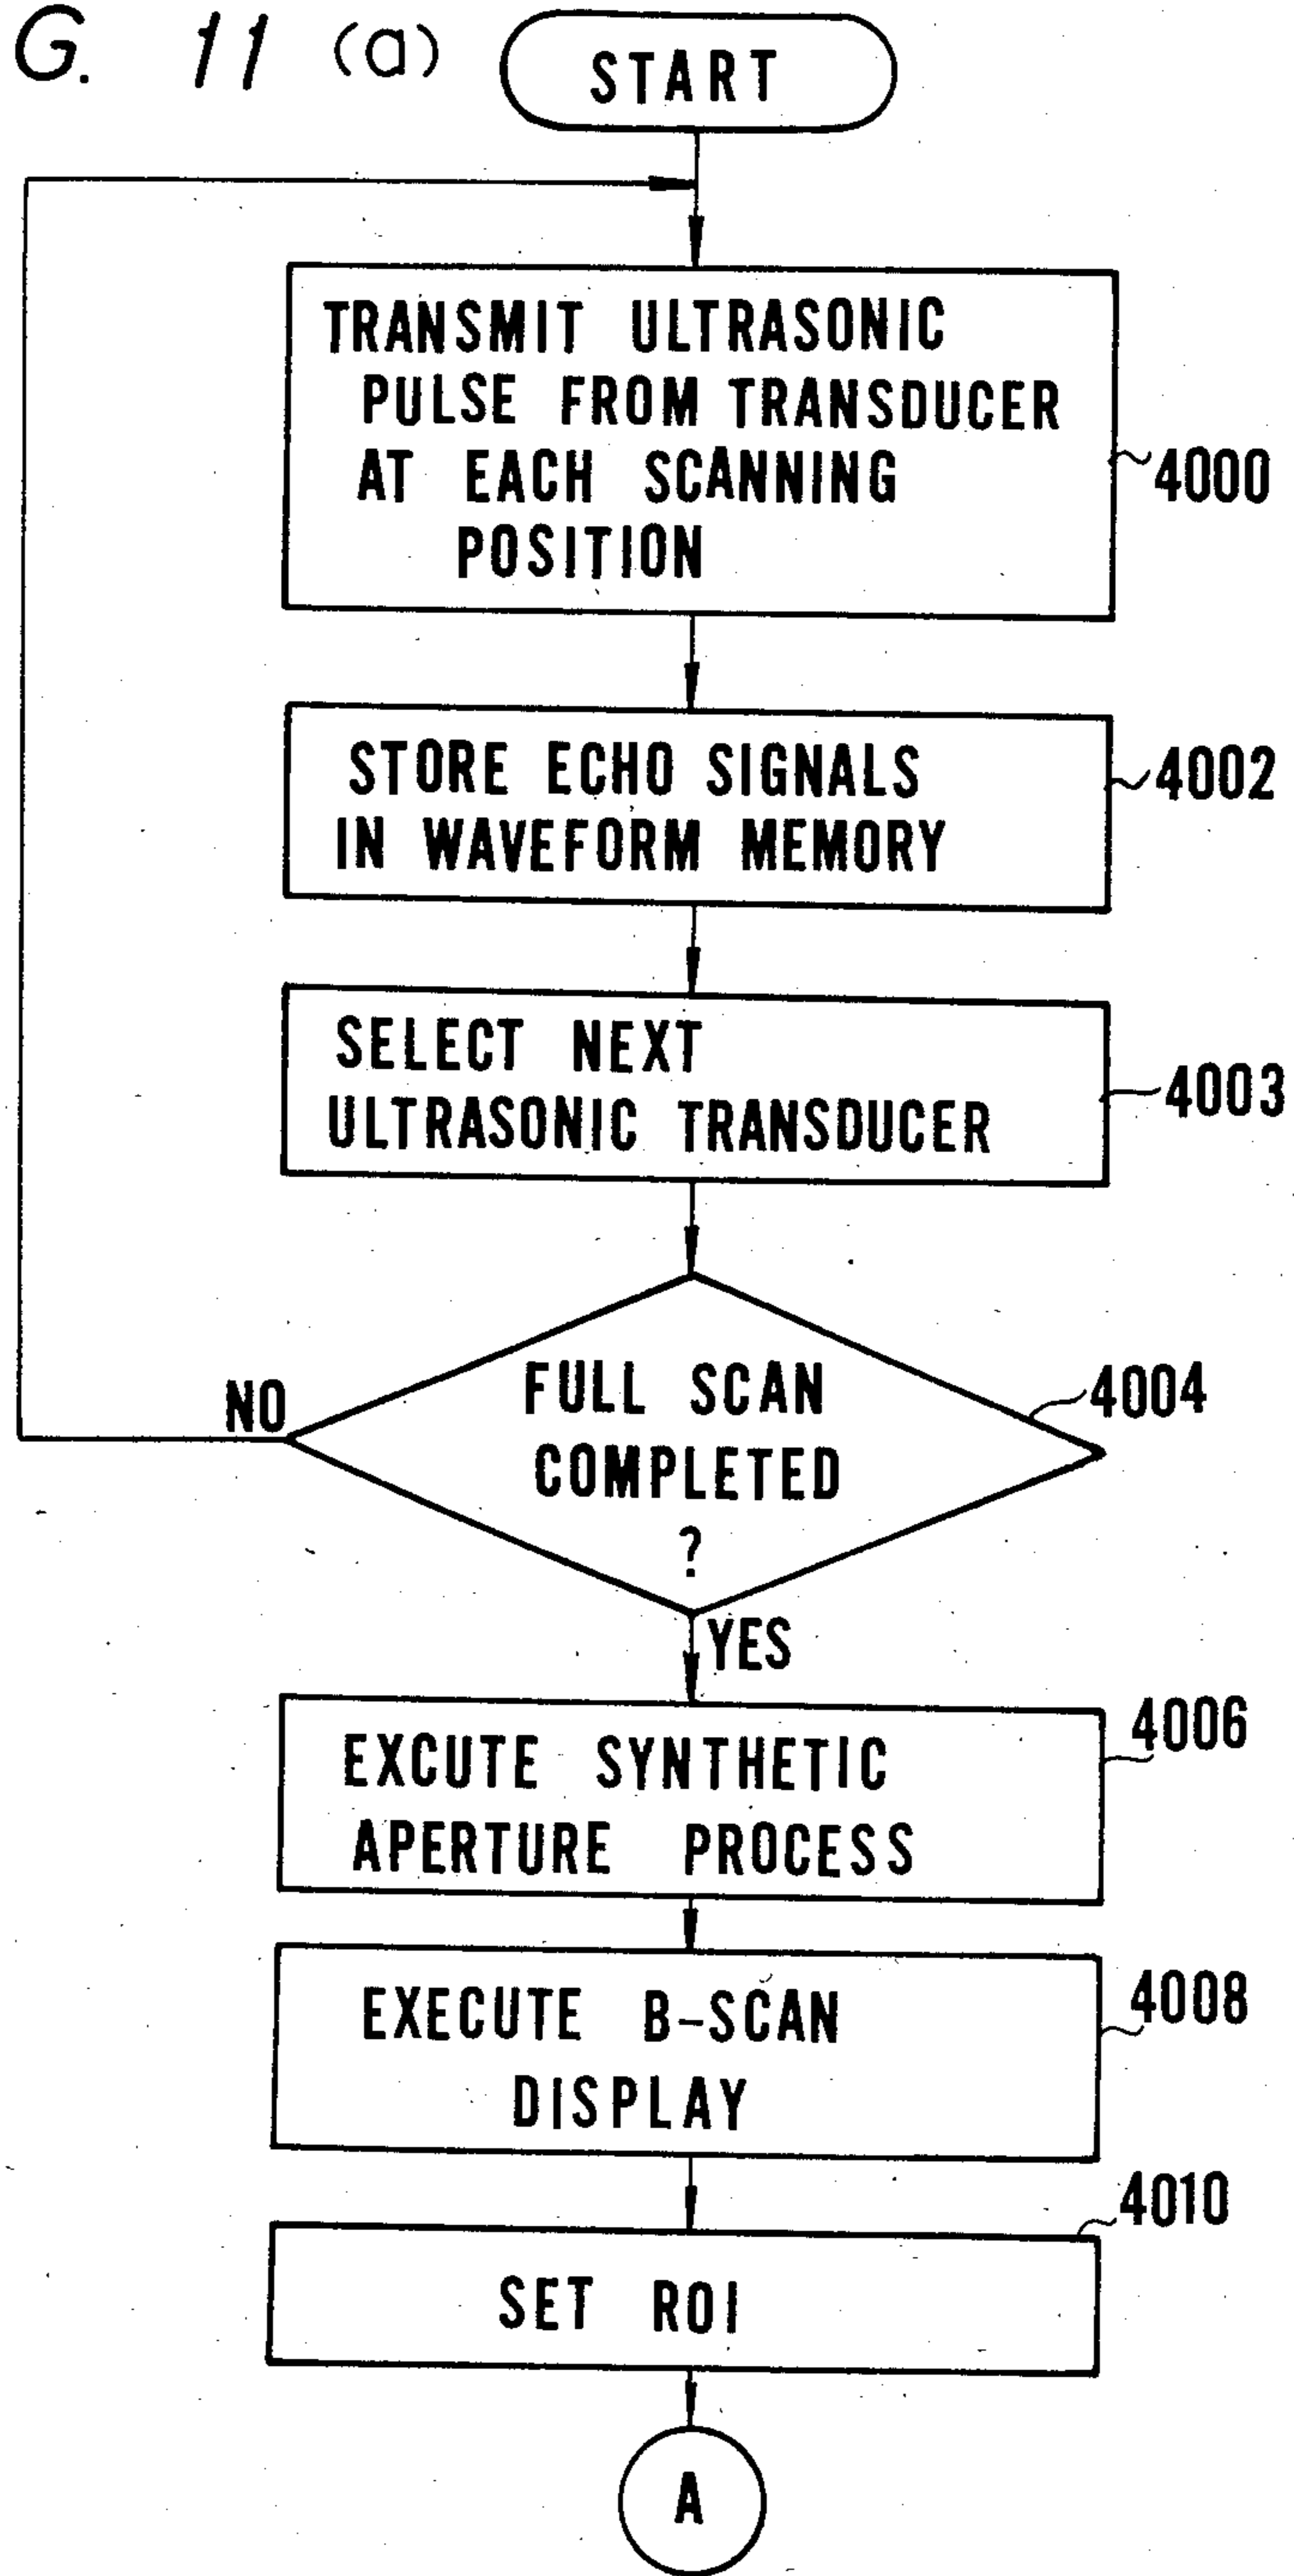 G. 11 (a)
START
TRANSMIT ULTRASONIC
PULSE FROM TRANSDUCER
AT EACH SCANNING
POSITION
4000
STORE ECHO SIGNALS
IN WAVEFORM MEMORY
4002
SELECT NEXT
ULTRASONIC TRANSDUCER
4003
FULL SCAN
COMPLETED
?
4004
NO
YES
EXCUTE SYNTHETIC
APERTURE PROCESS
4006
EXECUTE B-SCAN
DISPLAY
4008
SET ROI
4010
A